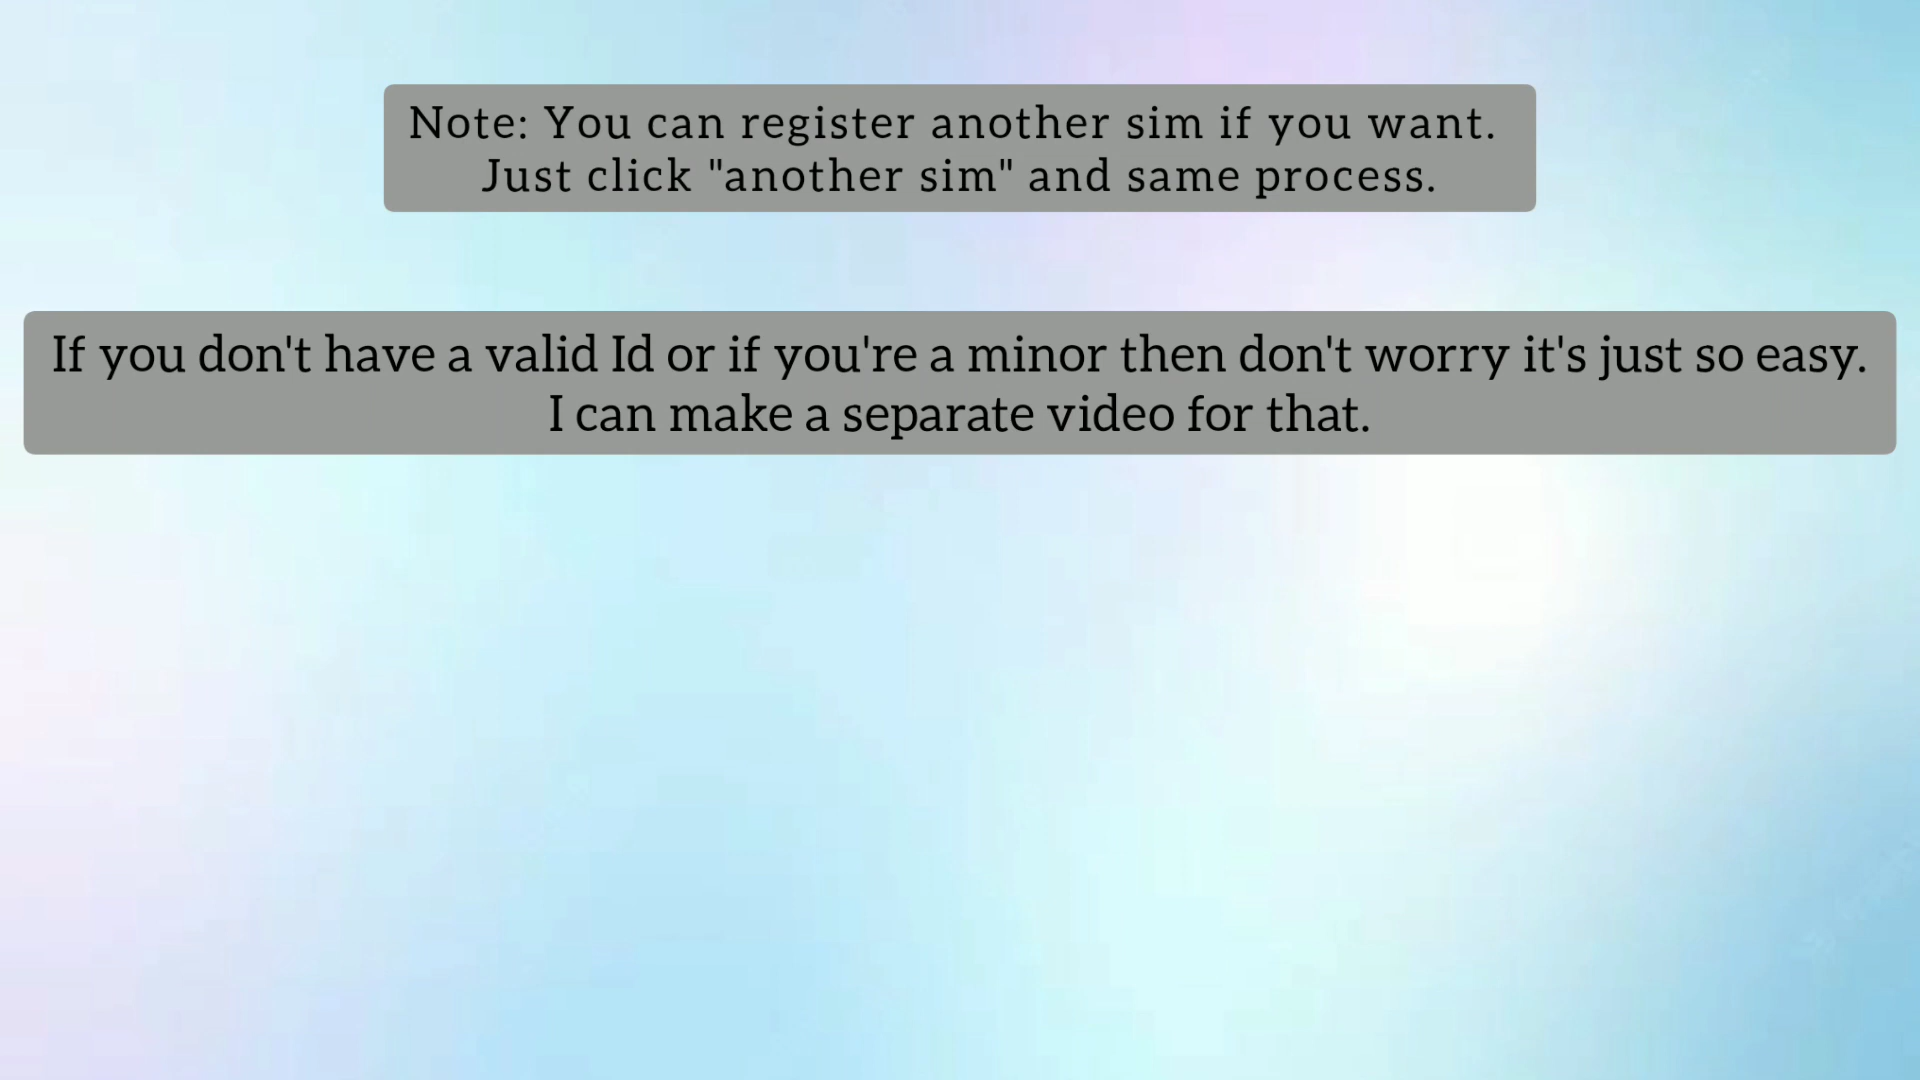 Note: You can register another sim if you want.
Just click "another sim" and same process.
If you don't have a valid Id or if you're a minor then don't worry it's just so easy.
I can make a separate video for that.